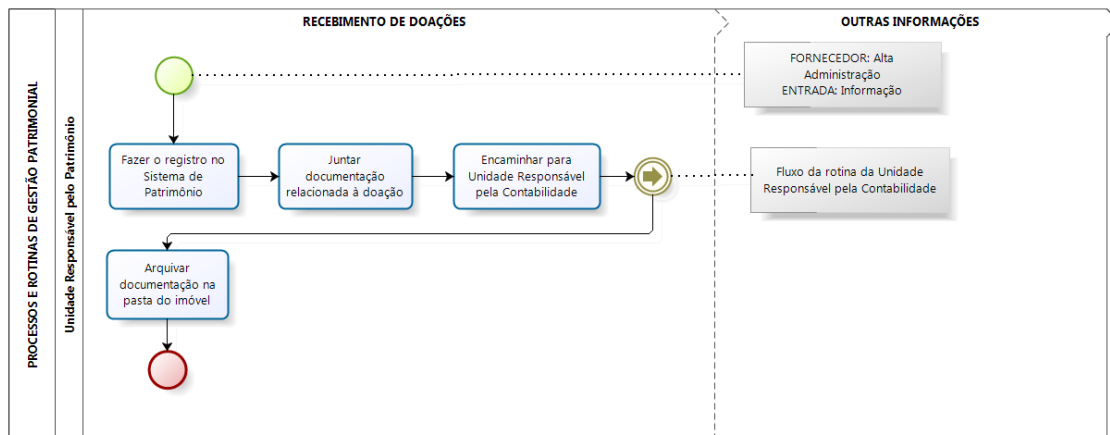 PROCESSOS E ROTINAS DE GESTÃO PATRIMONIAL
Unidade Responsável pelo Patrimônio
RECEBIMENTO DE DOAÇÕES
OUTRAS INFORMAÇÕES
FORNECEDOR: Alta
Administração
ENTRADA: Informação
Fazer o registro no
Sistema de
Patrimônio
Juntar
documentação
relacionada à doação
Encaminhar para
Unidade Responsável
pela Contabilidade
Fluxo da rotina da Unidade
Responsável pela Contabilidade
Arquivar
documentação na
pasta do imóvel